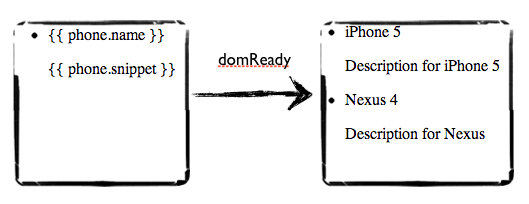 {{ phone.name }}
{{ phone.snippet }}
domReady
iPhone 5
Description for iPhone 5
Nexus 4
Description for Nexus